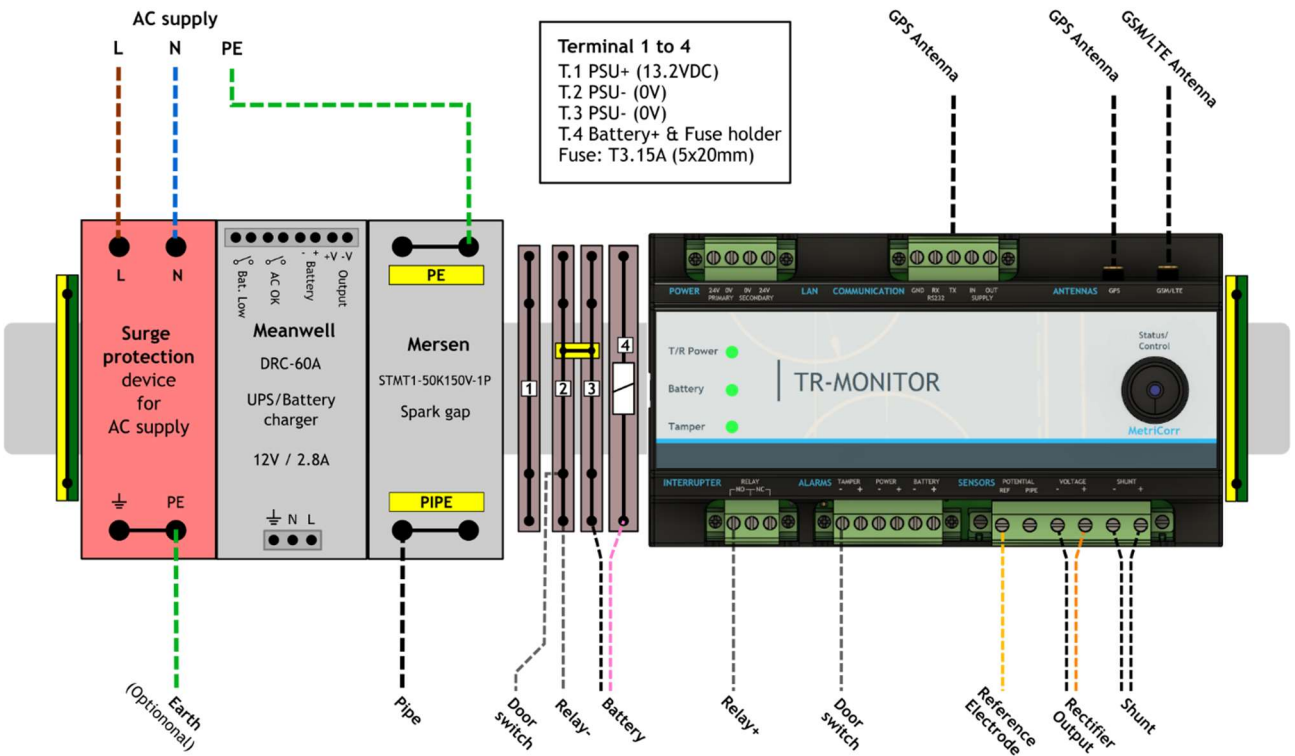 AC supply
L N PE
Terminal 1 to 4
T.1 PSU+ (13.2VDC)
T.2 PSU- (0V)
T.3 PSU- (0V)
T.4 Battery+ & Fuse holder
Fuse: T3.15A (5x20mm)
GPS Antenna
GPS Antenna
GSM/LTE Antenna
L N
Surge
protection
device
for
AC supply
PE
- + +V -V
Bat. Low
AC OK
Battery
Output
Meanwell
DRC-60A
UPS/Battery
charger
12V / 2.8A
N L
PE
Mersen
STMT1-50K150V-1P
Spark gap
PIPE
1
2
3
4
POWER 24V 0V 0V 24V
PRIMARY SECONDARY
LAN
COMMUNICATION GND RX TX IN OUT
RS232 SUPPLY
ANTENNAS GPS GSM/LTE
T/R Power
Battery
Tamper
TR-MONITOR
Status/
Control
MetriCorr
INTERRUPTER RELAY
NO NC
ALARMS TAMPER POWER BATTERY
- + - + - +
SENSORS POTENTIAL VOLTAGE SHUNT
REF PIPE - + - +
Earth
(Optiononal)
Pipe
Door
switch
Relay-
Battery
Relay+
Door
switch
Reference
Electrode
Rectifier
Output
Shunt